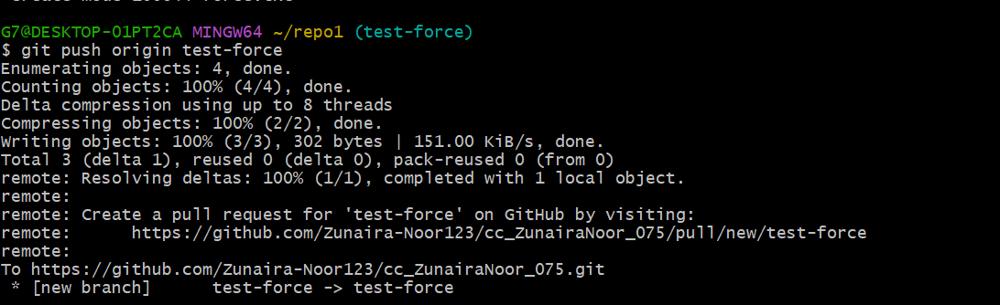 G7@DESKTOP-01PT2CA MINGW64 ~/repo1 (test-force)
$ git push origin test-force
Enumerating objects: 4, done.
Counting objects: 100% (4/4), done.
Delta compression using up to 8 threads
Compressing objects: 100% (2/2), done.
Writing objects: 100% (3/3), 302 bytes | 151.00 KiB/s, done.
Total 3 (delta 1), reused 0 (delta 0), pack-reused 0 (from 0)
remote: Resolving deltas: 100% (1/1), completed with 1 local object.
remote:
remote: Create a pull request for 'test-force' on GitHub by visiting:
remote:      https://github.com/Zunaira-Noor123/cc_ZunairaNoor_075/pull/new/test-force
remote:
To https://github.com/Zunaira-Noor123/cc_ZunairaNoor_075.git
 * [new branch]      test-force -> test-force